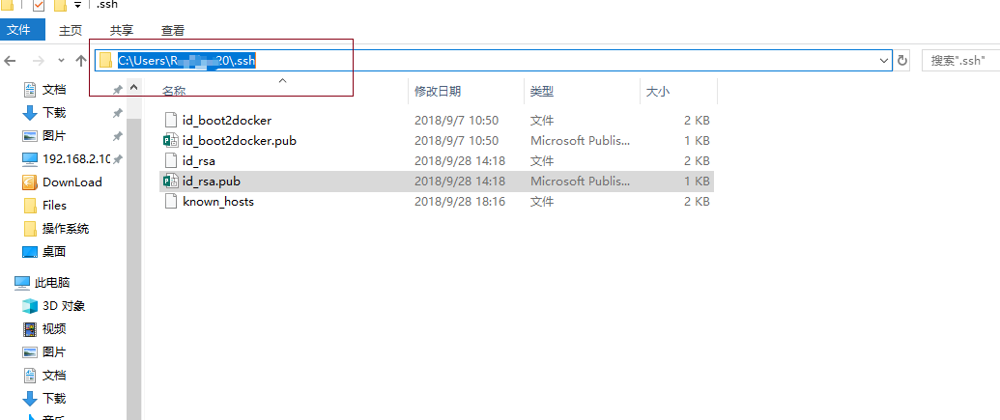 .ssh
文件 主页 共享 查看
C:\Users\R 20\.ssh 搜索".ssh"
名称 修改日期 类型 大小
文档
下载
图片
192.168.2.10
DownLoad
Files
操作系统
桌面
此电脑
3D 对象
视频
图片
文档
下载
音乐
id_boot2docker 2018/9/7 10:50 文件 2 KB
id_boot2docker.pub 2018/9/7 10:50 Microsoft Publis... 1 KB
id_rsa 2018/9/28 14:18 文件 2 KB
id_rsa.pub 2018/9/28 14:18 Microsoft Publis... 1 KB
known_hosts 2018/9/28 18:16 文件 2 KB